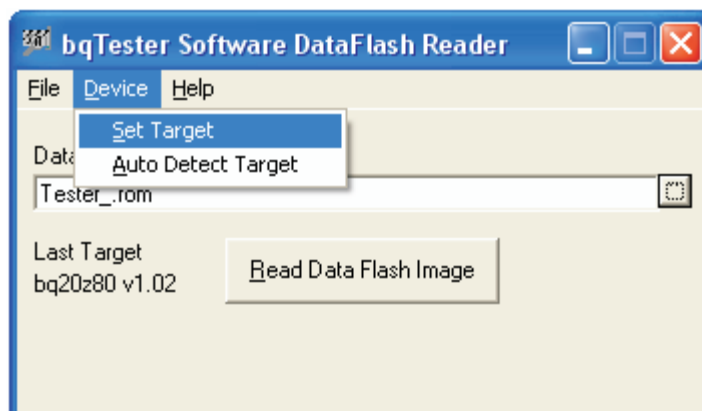 bqTester Software DataFlash Reader
File Device Help
Set Target
Auto Detect Target
Tester_.rom
Last Target
bq20z80 v1.02
Read Data Flash Image